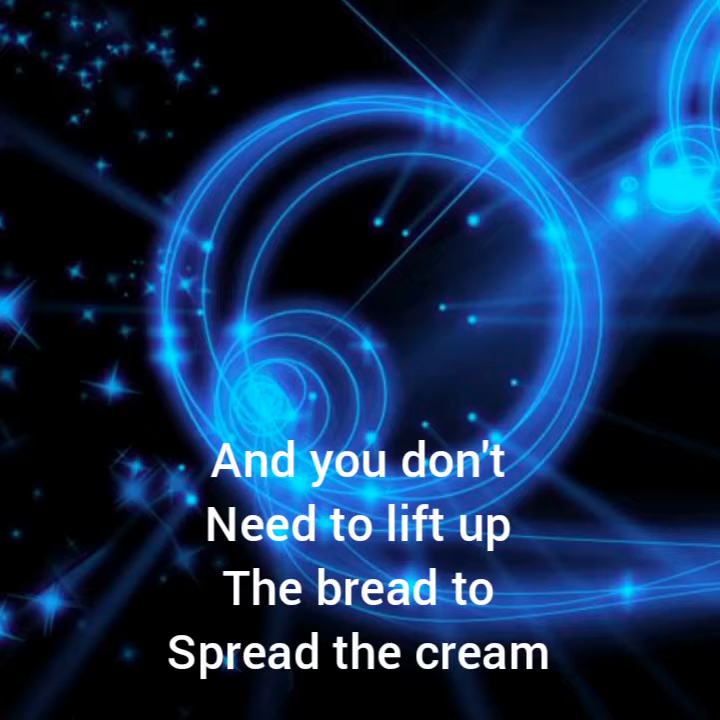 And you don't
Need to lift up
The bread to
Spread the cream